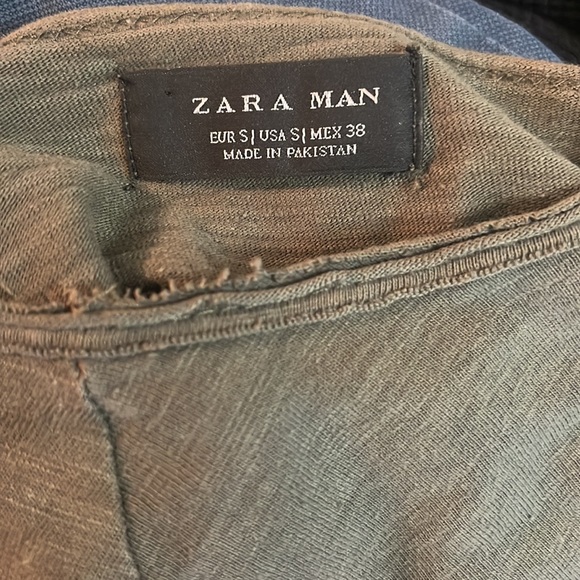 ZARA MAN
EUR S| USA S| MEX 38
MADE IN PAKISTAN